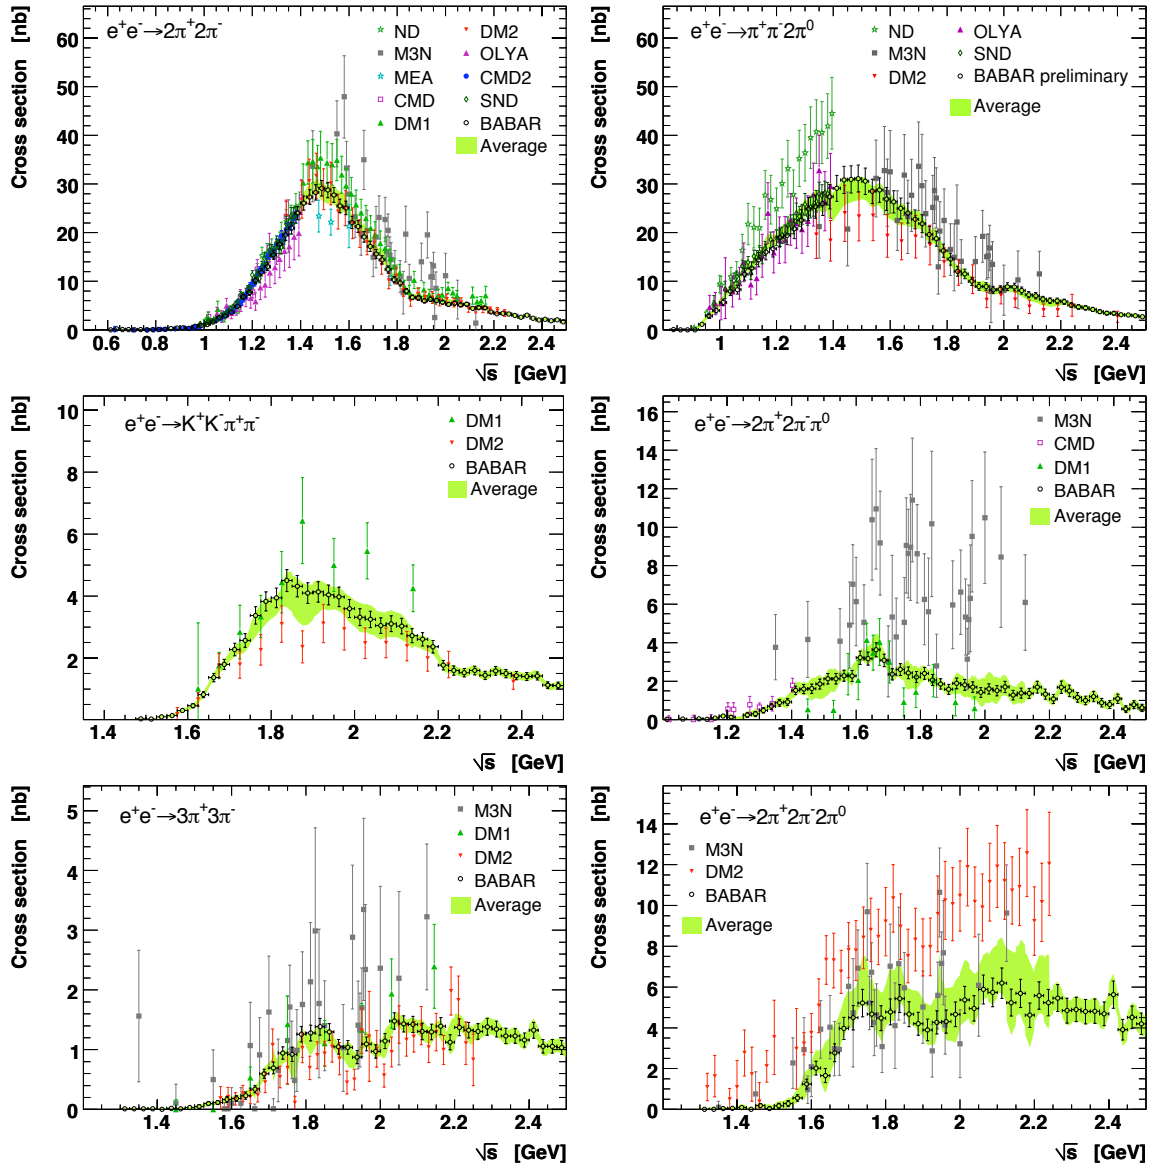 Cross section [nb]
e⁺e⁻→2π⁺2π⁻
ND
M3N
MEA
CMD
DM1
DM2
OLYA
CMD2
SND
BABAR
Average
60
50
40
30
20
10
0
0.6 0.8 1 1.2 1.4 1.6 1.8 2 2.2 2.4
√s [GeV]
Cross section [nb]
e⁺e⁻→π⁺π⁻2π⁰
ND
M3N
DM2
OLYA
SND
BABAR preliminary
Average
60
50
40
30
20
10
0
1 1.2 1.4 1.6 1.8 2 2.2 2.4
√s [GeV]
Cross section [nb]
e⁺e⁻→K⁺K⁻π⁺π⁻
DM1
DM2
BABAR
Average
10
8
6
4
2
1.4 1.6 1.8 2 2.2 2.4
√s [GeV]
Cross section [nb]
e⁺e⁻→2π⁺2π⁻π⁰
M3N
CMD
DM1
BABAR
Average
16
14
12
10
8
6
4
2
0
1.2 1.4 1.6 1.8 2 2.2 2.4
√s [GeV]
Cross section [nb]
e⁺e⁻→3π⁺3π⁻
M3N
DM1
DM2
BABAR
Average
5
4
3
2
1
0
1.4 1.6 1.8 2 2.2 2.4
√s [GeV]
Cross section [nb]
e⁺e⁻→2π⁺2π⁻2π⁰
M3N
DM2
BABAR
Average
14
12
10
8
6
4
2
0
1.4 1.6 1.8 2 2.2 2.4
√s [GeV]